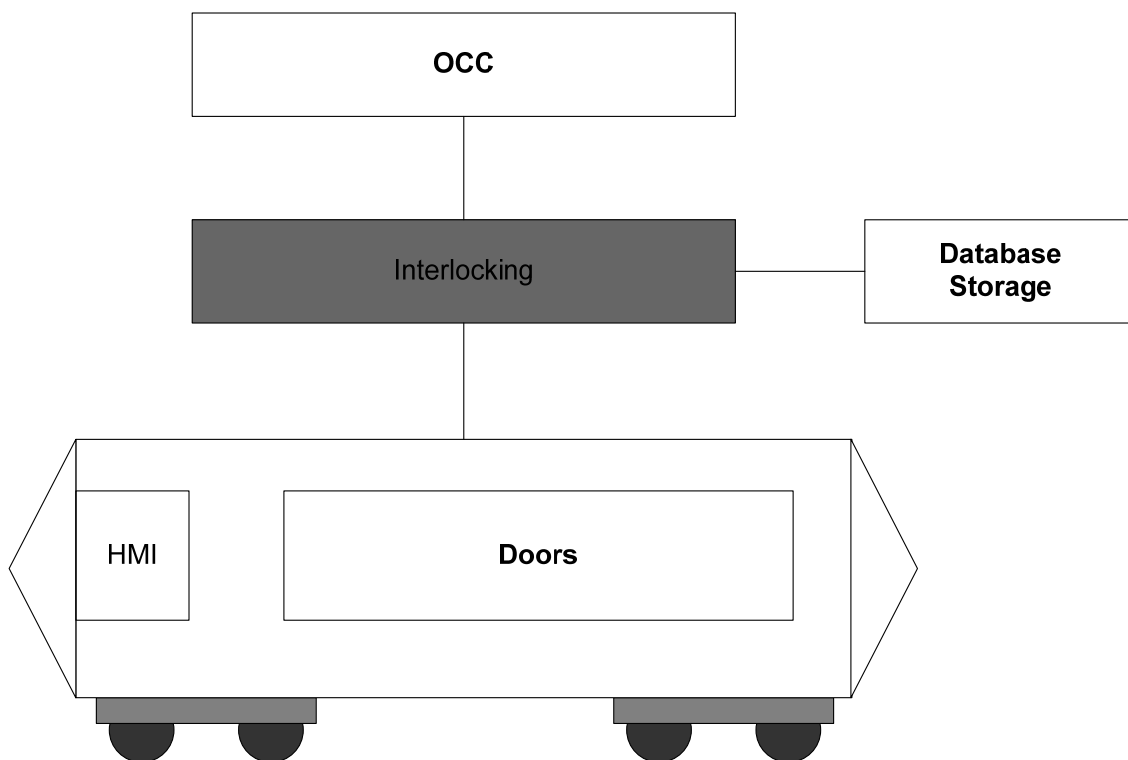 OCC
Interlocking
Database
Storage
HMI
Doors